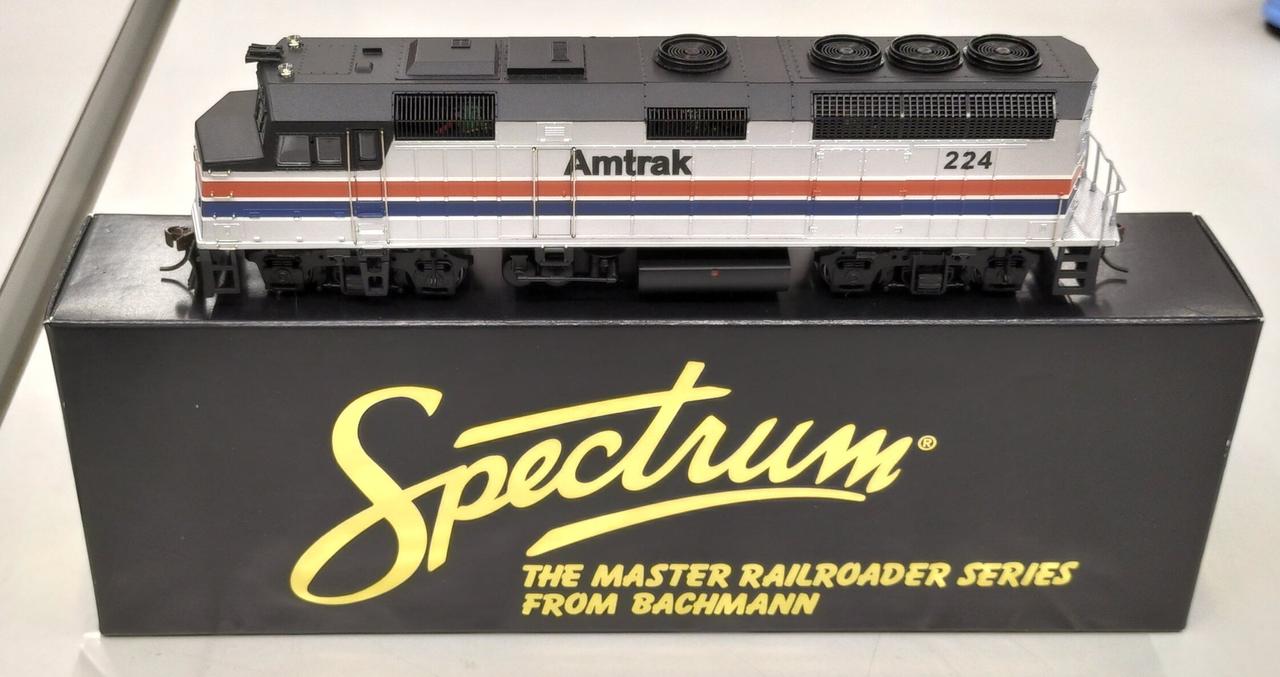 Amtrak
224
Spectrum®
THE MASTER RAILROADER SERIES
FROM BACHMANN